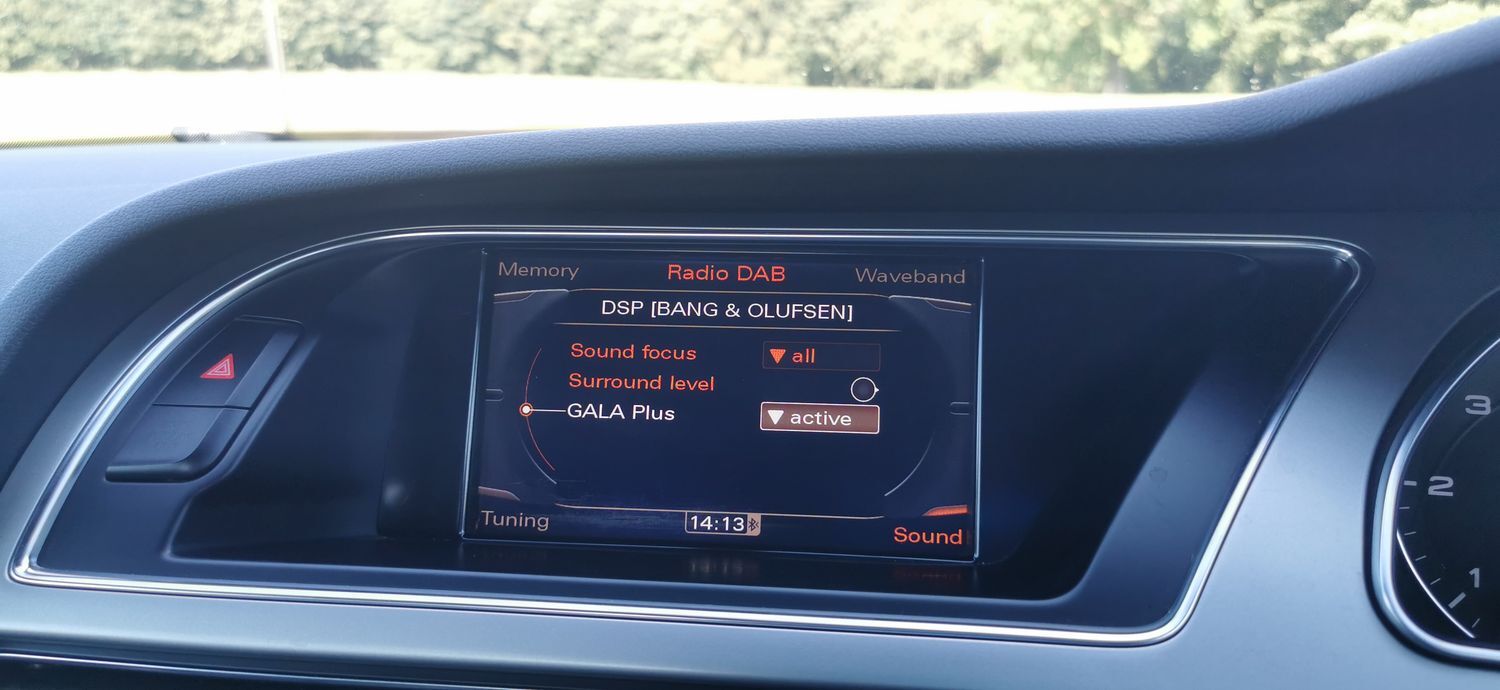 Memory Radio DAB Waveband
DSP [BANG & OLUFSEN]
Sound focus all
Surround level
GALA Plus active
Tuning 14:13 Sound
3
2
1